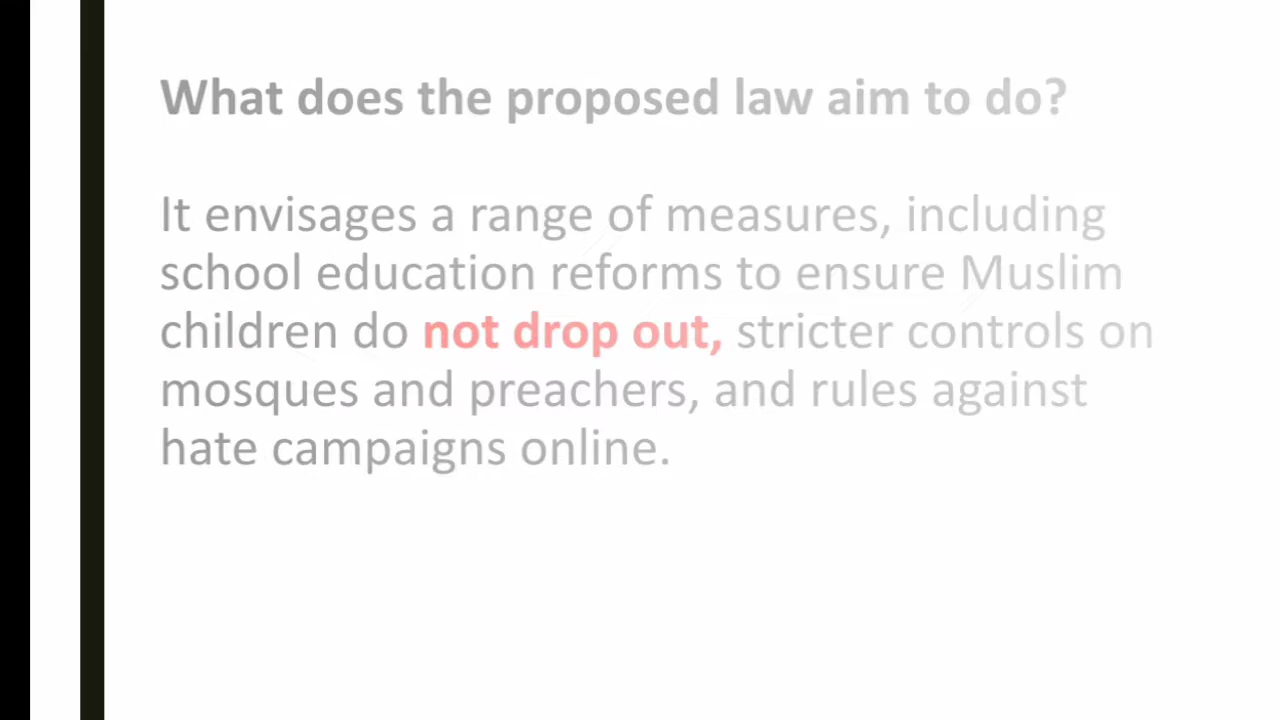 What does the proposed law aim to do?
It envisages a range of measures, including
school education reforms to ensure Muslim
children do not drop out, stricter controls on
mosques and preachers, and rules against
hate campaigns online.